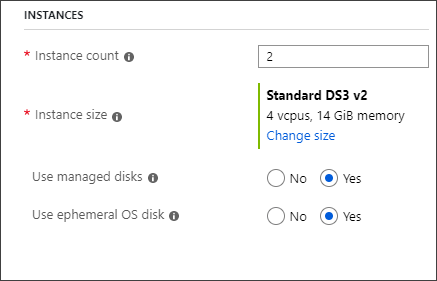 INSTANCES
* Instance count
2
* Instance size
Standard DS3 v2
4 vcpus, 14 GiB memory
Change size
Use managed disks
No Yes
Use ephemeral OS disk
No Yes